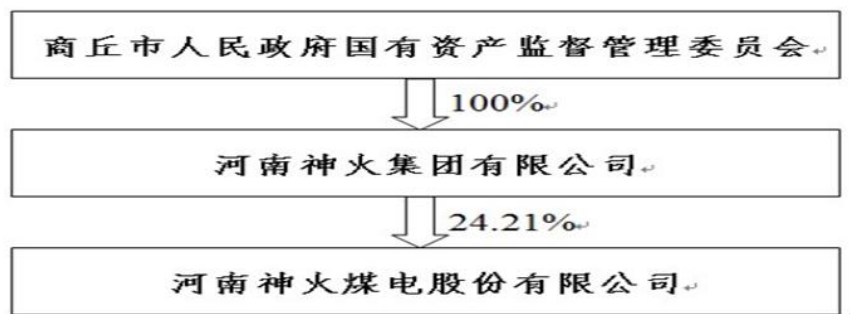 商丘市人民政府国有资产监督管理委员会
100%
河南神火集团有限公司
24.21%
河南神火煤电股份有限公司